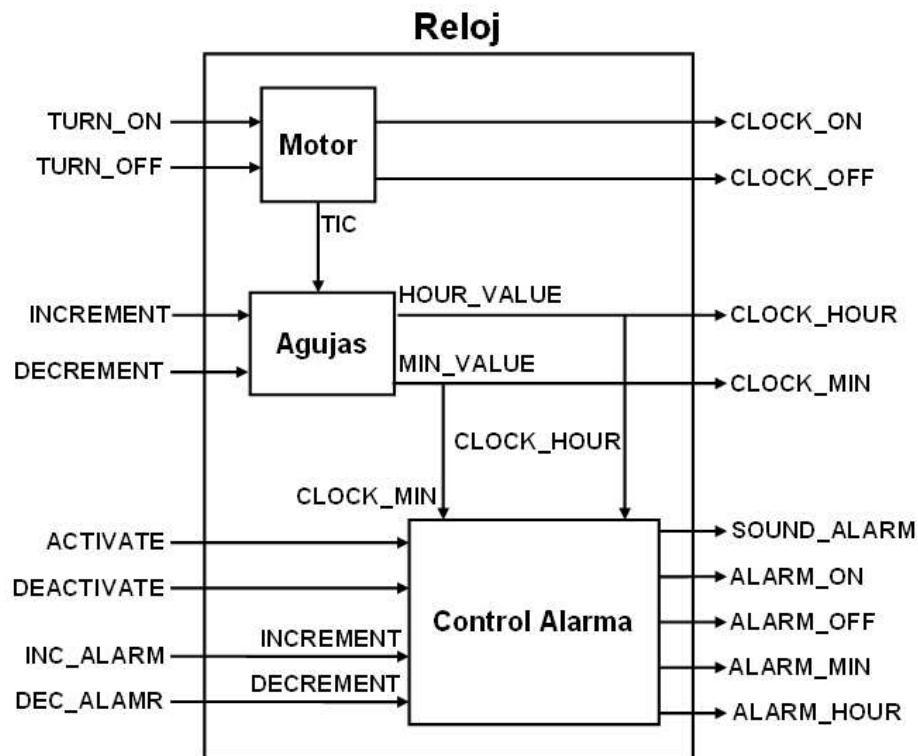 Reloj
TURN_ON
Motor
CLOCK_ON
TURN_OFF
CLOCK_OFF
TIC
HOUR_VALUE
INCREMENT
Agujas
CLOCK_HOUR
MIN_VALUE
DECREMENT
CLOCK_MIN
CLOCK_HOUR
CLOCK_MIN
ACTIVATE
SOUND_ALARM
DEACTIVATE
ALARM_ON
Control Alarma
ALARM_OFF
INC_ALARM
INCREMENT
ALARM_MIN
DEC_ALAMR
DECREMENT
ALARM_HOUR